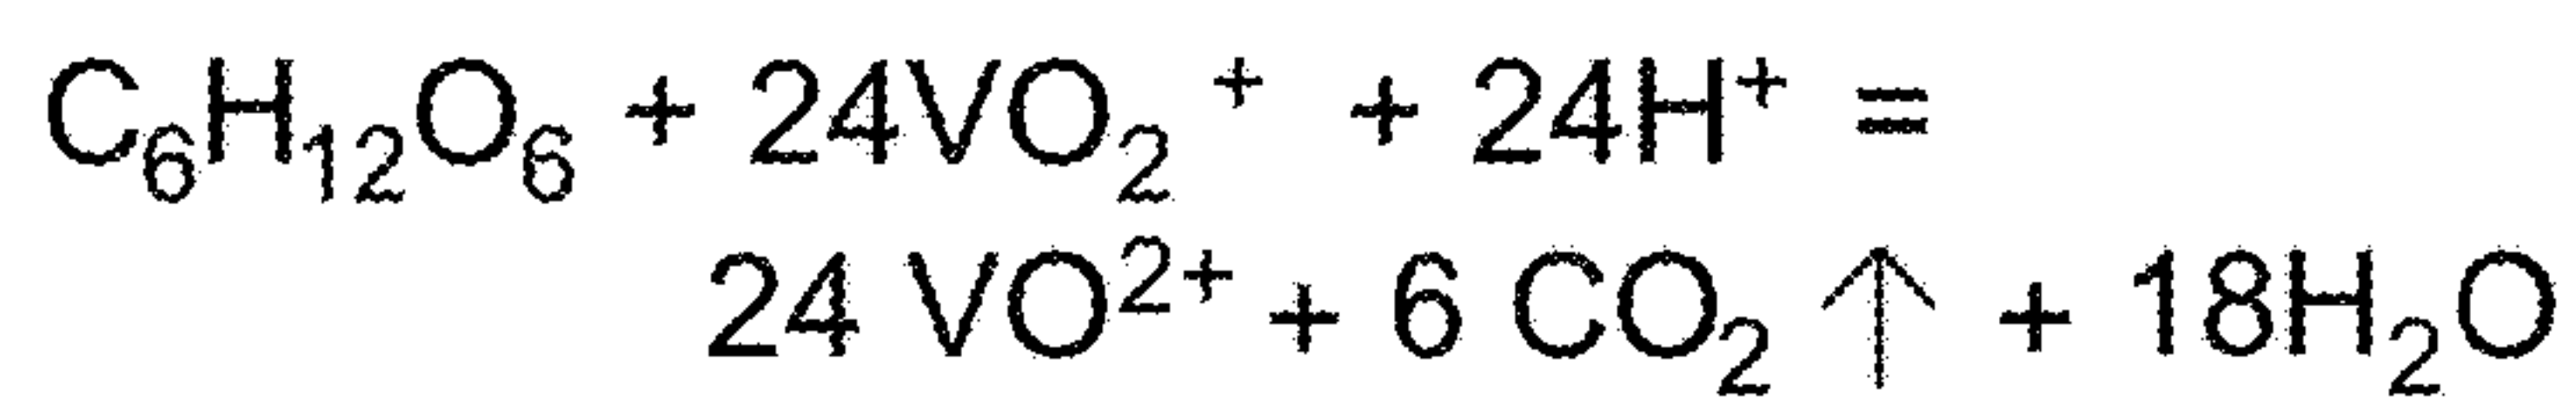 C₆H₁₂O₆ + 24VO₂⁺ + 24H⁺ =
24 VO²⁺ + 6 CO₂ ↑ + 18H₂O